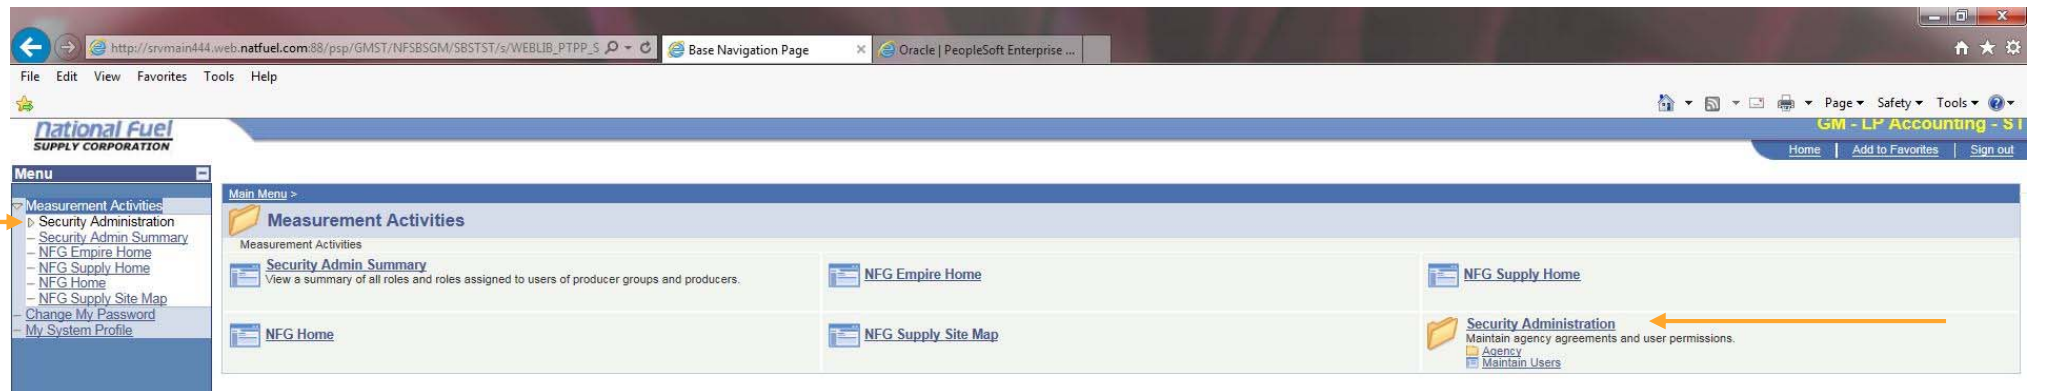 http://srvmain444.web.natfuel.com:88/psp/GMST/NFSBSGM/SBSTST/s/WEBLIB_PTPP_S
Base Navigation Page
Oracle | PeopleSoft Enterprise ...
File Edit View Favorites Tools Help
Page Safety Tools
National Fuel
SUPPLY CORPORATION
GM - LP Accounting - ST
Home | Add to Favorites | Sign out
Menu
Measurement Activities
Security Administration
– Security Admin Summary
– NFG Empire Home
– NFG Supply Home
– NFG Home
– NFG Supply Site Map
– Change My Password
– My System Profile
Main Menu >
Measurement Activities
Measurement Activities
Security Admin Summary
View a summary of all roles and roles assigned to users of producer groups and producers.
NFG Empire Home
NFG Supply Home
NFG Home
NFG Supply Site Map
Security Administration
Maintain agency agreements and user permissions.
Agency
Maintain Users